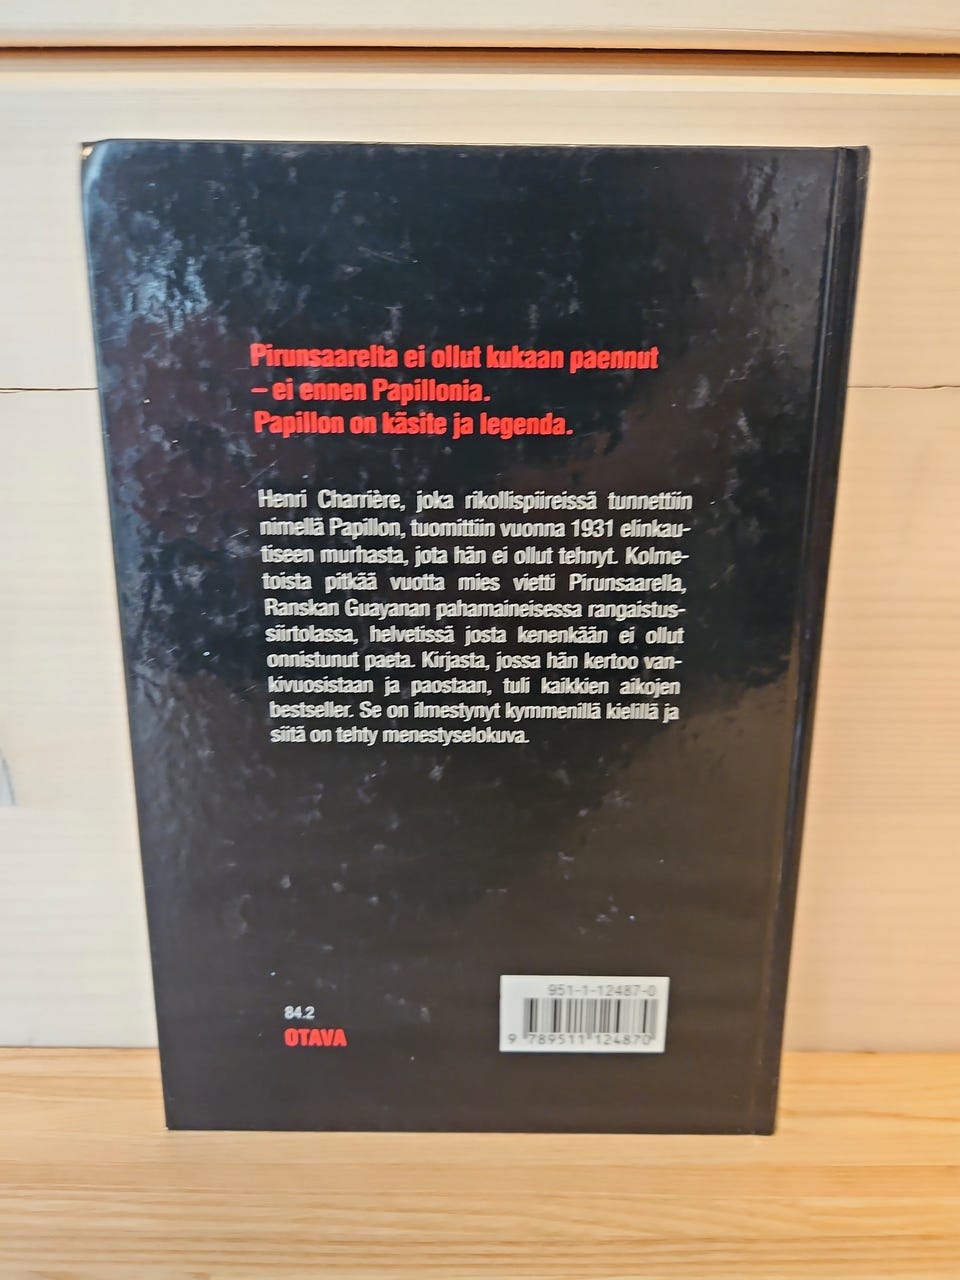 Pirunsaarelta ei ollut kukaan paennut
– ei ennen Papillonia.
Papillon on käsite ja legenda.
Henri Charrière, joka rikollispiireissä tunnettiin
nimellä Papillon, tuomittiin vuonna 1931 elinkau-
tiseen murhasta, jota hän ei ollut tehnyt. Kolme-
toista pitkää vuotta mies vietti Pirunsaarella,
Ranskan Guayanan pahamaineisessa rangaistus-
siirtolassa, helvetissä josta kenenkään ei ollut
onnistunut paeta. Kirjasta, jossa hän kertoo van-
kivuosistaan ja paostaan, tuli kaikkien aikojen
bestseller. Se on ilmestynyt kymmenillä kielillä ja
siitä on tehty menestyselokuva.
84.2
OTAVA
951-1-12487-0
9 789511 124870